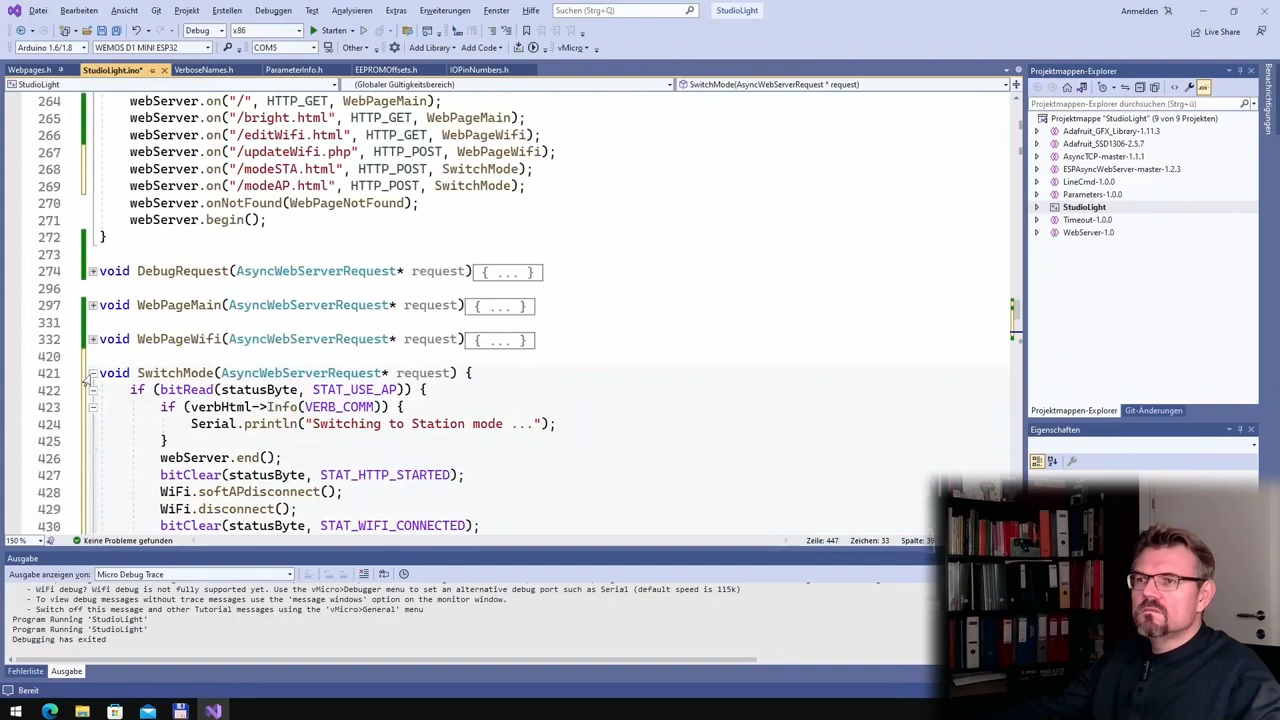 Datei Bearbeiten Ansicht Git Projekt Erstellen Debuggen Test Analysieren Extras Erweiterungen Fenster Hilfe Suchen (Strg+Q) StudioLight Anmelden
Debug x86 Starten Live Share
Arduino 1.6/1.8 WEMOS D1 MINI ESP32 COM5 Other Add Library Add Code vMicro
Webpages.h StudioLight.ino* VerboseNames.h ParameterInfo.h EEPROMOffsets.h IOPinNumbers.h
StudioLight (Globaler Gültigkeitsbereich) SwitchMode(AsyncWebServerRequest * request)
264 webServer.on("/", HTTP_GET, WebPageMain);
265 webServer.on("/bright.html", HTTP_GET, WebPageMain);
266 webServer.on("/editWifi.html", HTTP_GET, WebPageWifi);
267 webServer.on("/updateWifi.php", HTTP_POST, WebPageWifi);
268 webServer.on("/modeSTA.html", HTTP_POST, SwitchMode);
269 webServer.on("/modeAP.html", HTTP_POST, SwitchMode);
270 webServer.onNotFound(WebPageNotFound);
271 webServer.begin();
272 }
273
274 void DebugRequest(AsyncWebServerRequest* request){ ... }
296
297 void WebPageMain(AsyncWebServerRequest* request){ ... }
331
332 void WebPageWifi(AsyncWebServerRequest* request){ ... }
420
421 void SwitchMode(AsyncWebServerRequest* request) {
422 if (bitRead(statusByte, STAT_USE_AP)) {
423 if (verbHtml->Info(VERB_COMM)) {
424 Serial.println("Switching to Station mode ...");
425 }
426 webServer.end();
427 bitClear(statusByte, STAT_HTTP_STARTED);
428 WiFi.softAPdisconnect();
429 WiFi.disconnect();
430 bitClear(statusByte, STAT_WIFI_CONNECTED);
150 % Keine Probleme gefunden Zeile: 447 Zeichen: 33 Spalte: 39
Ausgabe
Ausgabe anzeigen von: Micro Debug Trace
- WiFi debug? Wifi debug is not fully supported yet. Use the vMicro>Debugger menu to set an alternative debug port such as Serial (default speed is 115k)
- To view debug messages without trace messages use the 'message windows' option on the monitor window.
- Switch off this message and other Tutorial messages using the 'vMicro>General' menu
Program Running 'StudioLight'
Program Running 'StudioLight'
Debugging has exited
Fehlerliste Ausgabe
Bereit
Projektmappen-Explorer
Projektmappen-Explorer durchsuchen (Strg+ü)
Projektmappe "StudioLight" (9 von 9 Projekten)
Adafruit_GFX_Library-1.11.3
Adafruit_SSD1306-2.5.7
AsyncTCP-master-1.1.1
ESPAsyncWebServer-master-1.2.3
LineCmd-1.0.0
Parameters-1.0.0
StudioLight
Timeout-1.0.0
WebServer-1.0
Projektmappen-Explorer Git-Änderungen
Eigenschaften
Benachrichtigungen